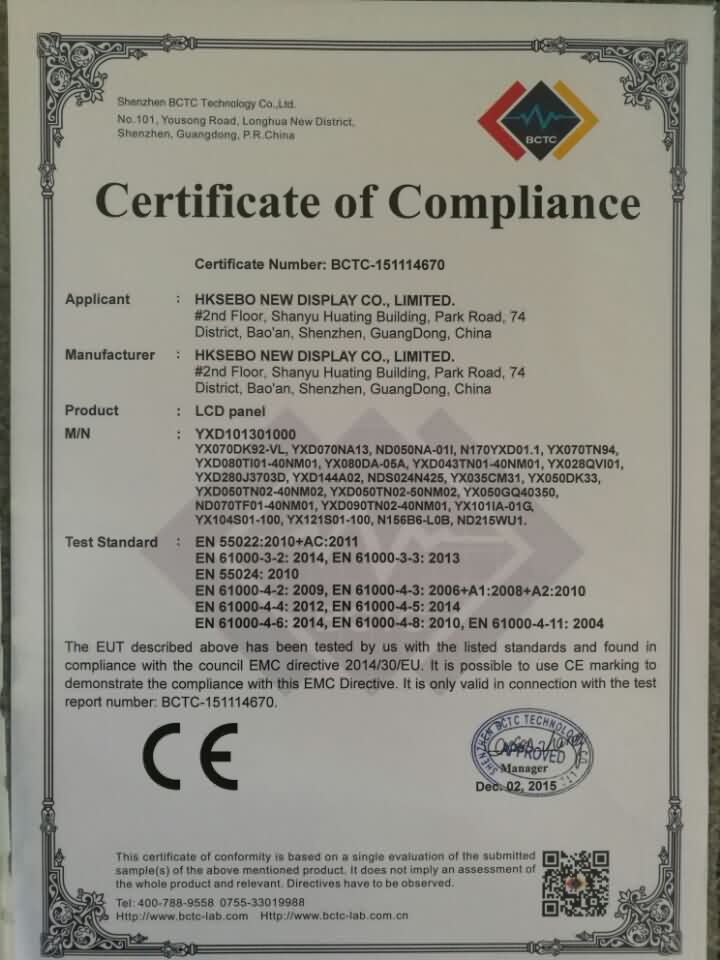 Shenzhen BCTC Technology Co.,Ltd.
No.101, Yousong Road, Longhua New District,
Shenzhen, Guangdong, P.R.China
BCTC
Certificate of Compliance
Certificate Number: BCTC-151114670
Applicant : HKSEBO NEW DISPLAY CO., LIMITED.
#2nd Floor, Shanyu Huating Building, Park Road, 74
District, Bao'an, Shenzhen, GuangDong, China
Manufacturer : HKSEBO NEW DISPLAY CO., LIMITED.
#2nd Floor, Shanyu Huating Building, Park Road, 74
District, Bao'an, Shenzhen, GuangDong, China
Product : LCD panel
M/N : YXD101301000
YX070DK92-VL, YXD070NA13, ND050NA-01I, N170YXD01.1, YX070TN94,
YXD080TI01-40NM01, YX080DA-05A, YXD043TN01-40NM01, YX028QVI01,
YXD280J3703D, YXD144A02, NDS024N425, YX035CM31, YX050DK33,
YXD050TN02-40NM02, YXD050TN02-50NM02, YX050GQ40350,
ND070TF01-40NM01, YXD090TN02-40NM01, YX101IA-01G,
YX104S01-100, YX121S01-100, N156B6-L0B, ND215WU1.
Test Standard : EN 55022:2010+AC:2011
EN 61000-3-2: 2014, EN 61000-3-3: 2013
EN 55024: 2010
EN 61000-4-2: 2009, EN 61000-4-3: 2006+A1:2008+A2:2010
EN 61000-4-4: 2012, EN 61000-4-5: 2014
EN 61000-4-6: 2014, EN 61000-4-8: 2010, EN 61000-4-11: 2004
The EUT described above has been tested by us with the listed standards and found in
compliance with the council EMC directive 2014/30/EU. It is possible to use CE marking to
demonstrate the compliance with this EMC Directive. It is only valid in connection with the test
report number: BCTC-151114670.
CE
SHENZHEN BCTC TECHNOLOGY CO., LTD.
APPROVED
Manager
Dec. 02, 2015
This certificate of conformity is based on a single evaluation of the submitted
sample(s) of the above mentioned product. It does not imply an assessment of
the whole product and relevant. Directives have to be observed.
Tel: 400-788-9558 0755-33019988
Http://www.bctc-lab.com Http://www.bctc-lab.com.cn